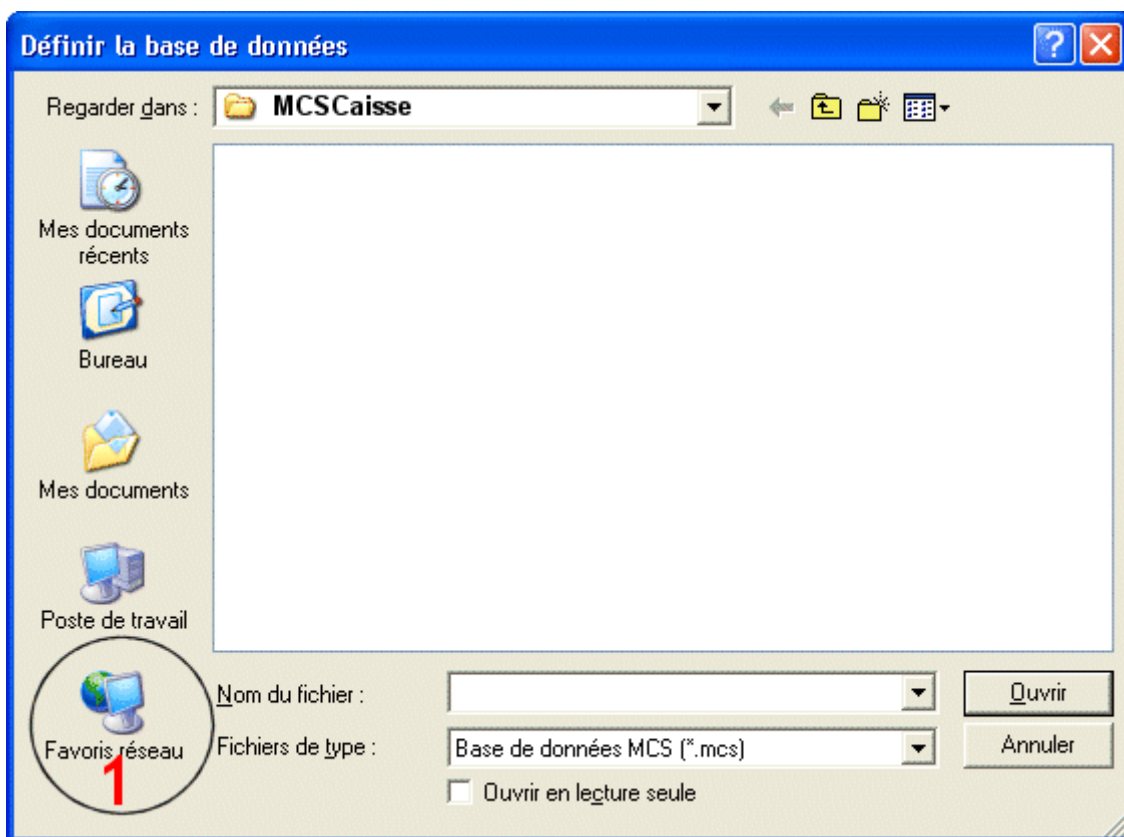 Définir la base de données
Regarder dans :
MCSCaisse
Mes documents
récents
Bureau
Mes documents
Poste de travail
Favoris réseau
1
Nom du fichier :
Ouvrir
Fichiers de type :
Base de données MCS (*.mcs)
Annuler
Ouvrir en lecture seule